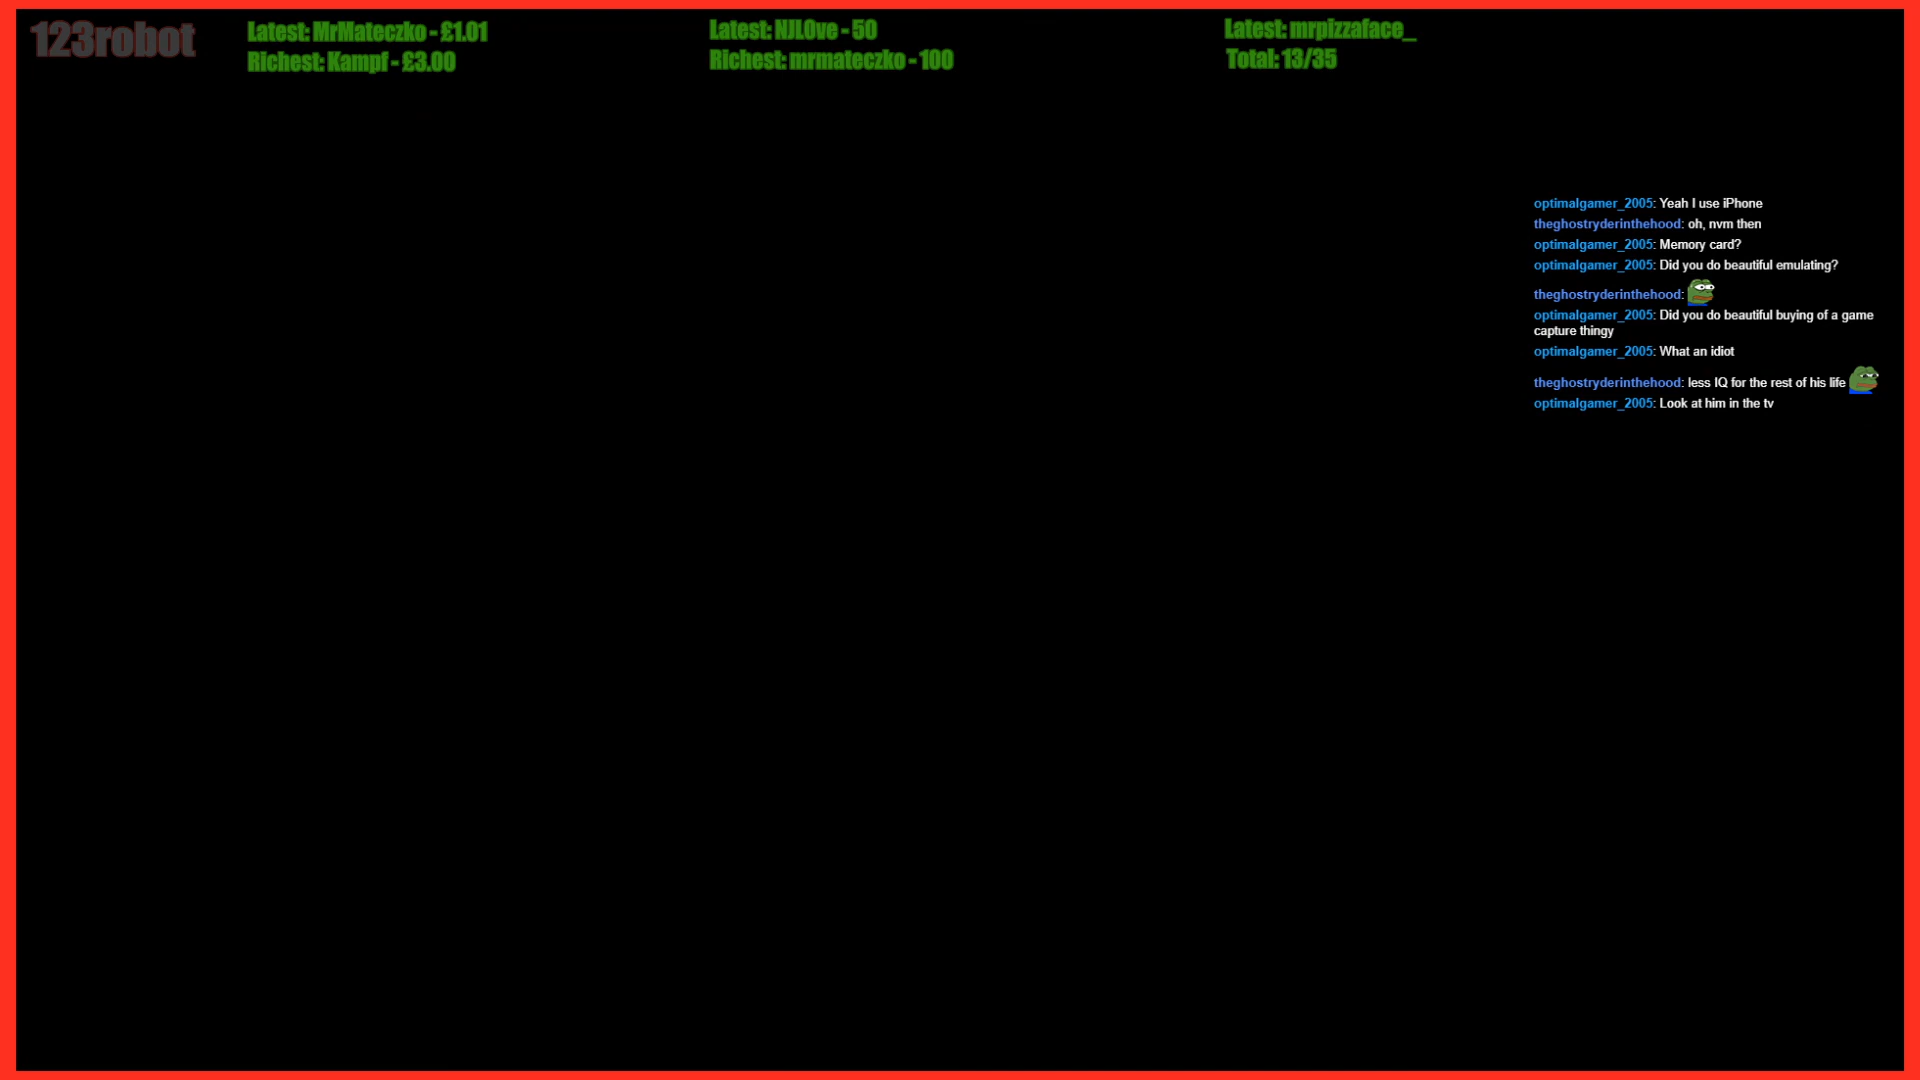 123robot
Latest: MrMateczko - £1.01
Richest: Kampf - £3.00
Latest: NJL0ve - 50
Richest: mrmateczko - 100
Latest: mrpizzaface_
Total: 13/35
optimalgamer_2005: Yeah I use iPhone
theghostryderinthehood: oh, nvm then
optimalgamer_2005: Memory card?
optimalgamer_2005: Did you do beautiful emulating?
theghostryderinthehood:
optimalgamer_2005: Did you do beautiful buying of a game
capture thingy
optimalgamer_2005: What an idiot
theghostryderinthehood: less IQ for the rest of his life
optimalgamer_2005: Look at him in the tv